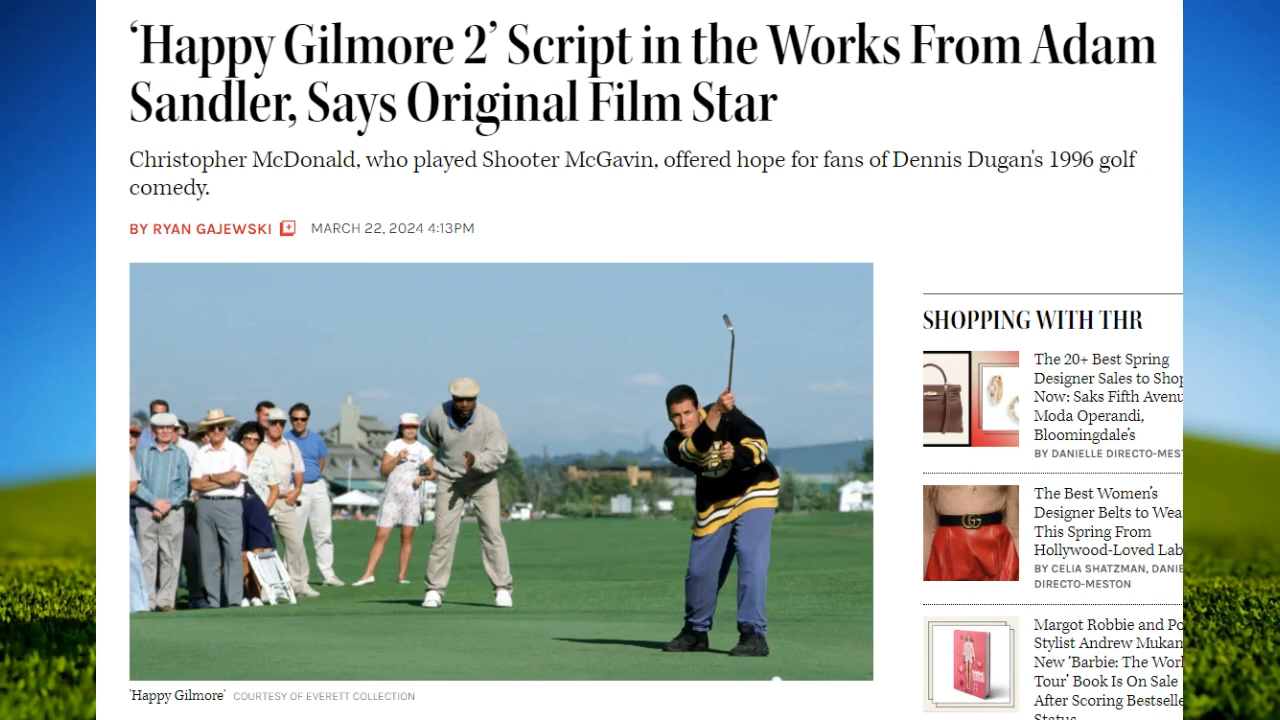 ‘Happy Gilmore 2’ Script in the Works From Adam
Sandler, Says Original Film Star
Christopher McDonald, who played Shooter McGavin, offered hope for fans of Dennis Dugan's 1996 golf
comedy.
BY RYAN GAJEWSKI
MARCH 22, 2024 4:13PM
'Happy Gilmore' COURTESY OF EVERETT COLLECTION
SHOPPING WITH THR
The 20+ Best Spring
Designer Sales to Shop
Now: Saks Fifth Avenu
Moda Operandi,
Bloomingdale’s
BY DANIELLE DIRECTO-MEST
The Best Women’s
Designer Belts to Wea
This Spring From
Hollywood-Loved Lab
BY CELIA SHATZMAN, DANIE
DIRECTO-MESTON
Margot Robbie and Po
Stylist Andrew Mukan
New ‘Barbie: The Worl
Tour’ Book Is On Sale
After Scoring Bestselle
Status